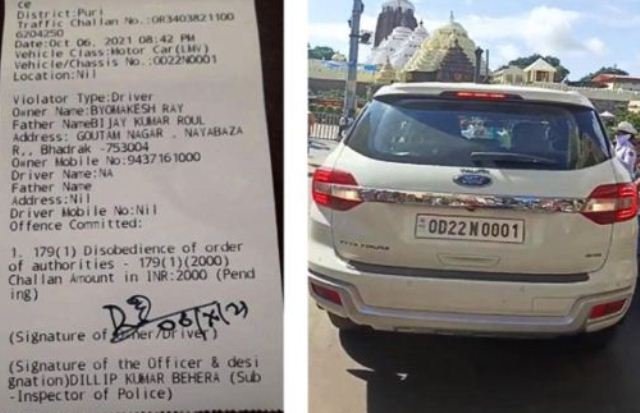 ce
District:Puri
Traffic Challan No.:OR3403821100
6204250
Date:Oct 06, 2021 08:42 PM
Vehicle Class:Motor Car(LMV)
Vehicle/Chassis No.:OD22N0001
Location:Nil
Violator Type:Driver
Owner Name:BYOMAKESH RAY
Father NameBIJAY KUMAR ROUL
Address: GOUTAM NAGAR , NAYABAZA
R,, Bhadrak -753004
Owner Mobile No:9437161000
Driver Name:NA
Father Name
Address:Nil
Driver Mobile No:Nil
Offence Committed:
1. 179(1) Disobedience of order
of authorities - 179(1)(2000)
Challan Amount in INR:2000 (Pend
ing)
(Signature of Owner/Driver)
(Signature of the Officer & desi
gnation)DILLIP KUMAR BEHERA (Sub
-Inspector of Police)
Ford
OD22N0001